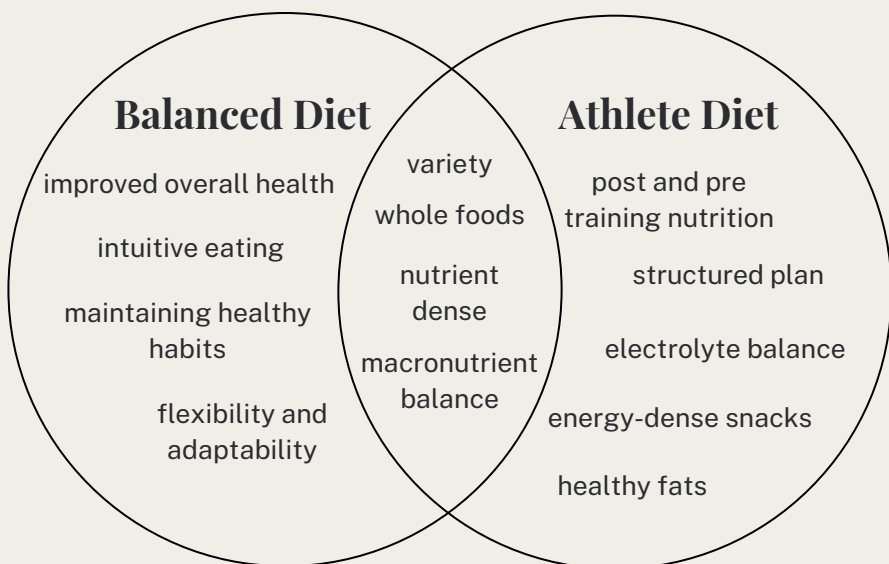 Balanced Diet
improved overall health
intuitive eating
maintaining healthy
habits
flexibility and
adaptability
variety
whole foods
nutrient
dense
macronutrient
balance
Athlete Diet
post and pre
training nutrition
structured plan
electrolyte balance
energy-dense snacks
healthy fats